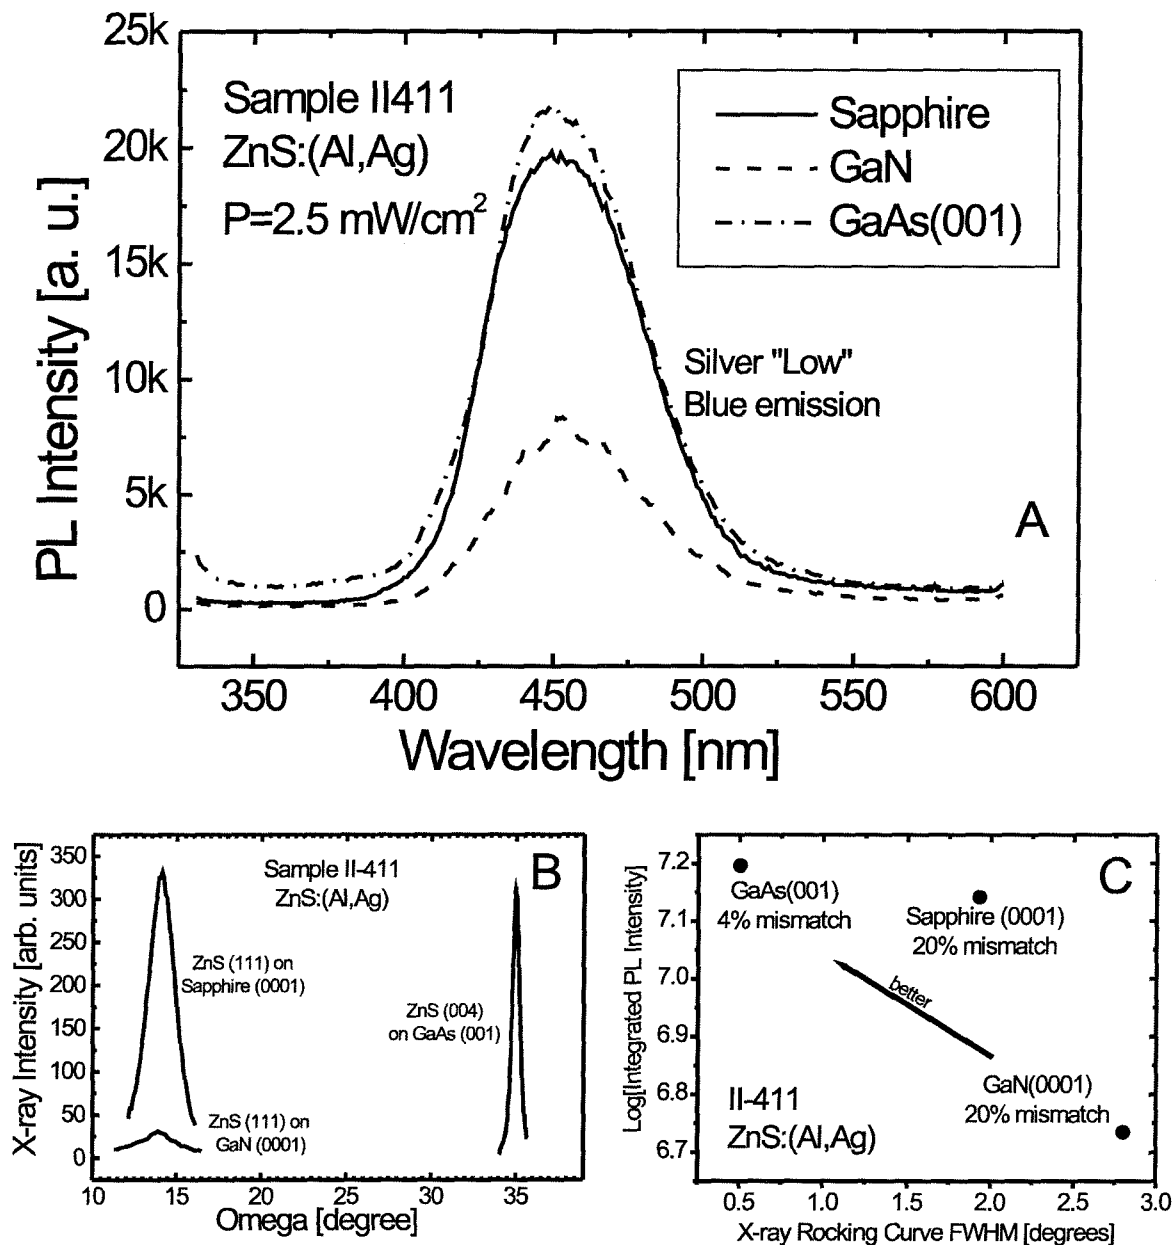 25k
20k
15k
10k
5k
0
PL Intensity [a. u.]
Sample II411
ZnS:(Al,Ag)
P=2.5 mW/cm²
Sapphire
GaN
GaAs(001)
Silver "Low"
Blue emission
A
350 400 450 500 550 600
Wavelength [nm]
350
300
250
200
150
100
50
0
X-ray Intensity [arb. units]
Sample II-411
ZnS:(Al,Ag)
B
ZnS (111) on
Sapphire (0001)
ZnS (004)
on GaAs (001)
ZnS (111) on
GaN (0001)
10 15 20 25 30 35
Omega [degree]
7.2
7.1
7.0
6.9
6.8
6.7
Log[Integrated PL Intensity]
C
GaAs(001)
4% mismatch
Sapphire (0001)
20% mismatch
better
GaN(0001)
20% mismatch
II-411
ZnS:(Al,Ag)
0.5 1.0 1.5 2.0 2.5 3.0
X-ray Rocking Curve FWHM [degrees]